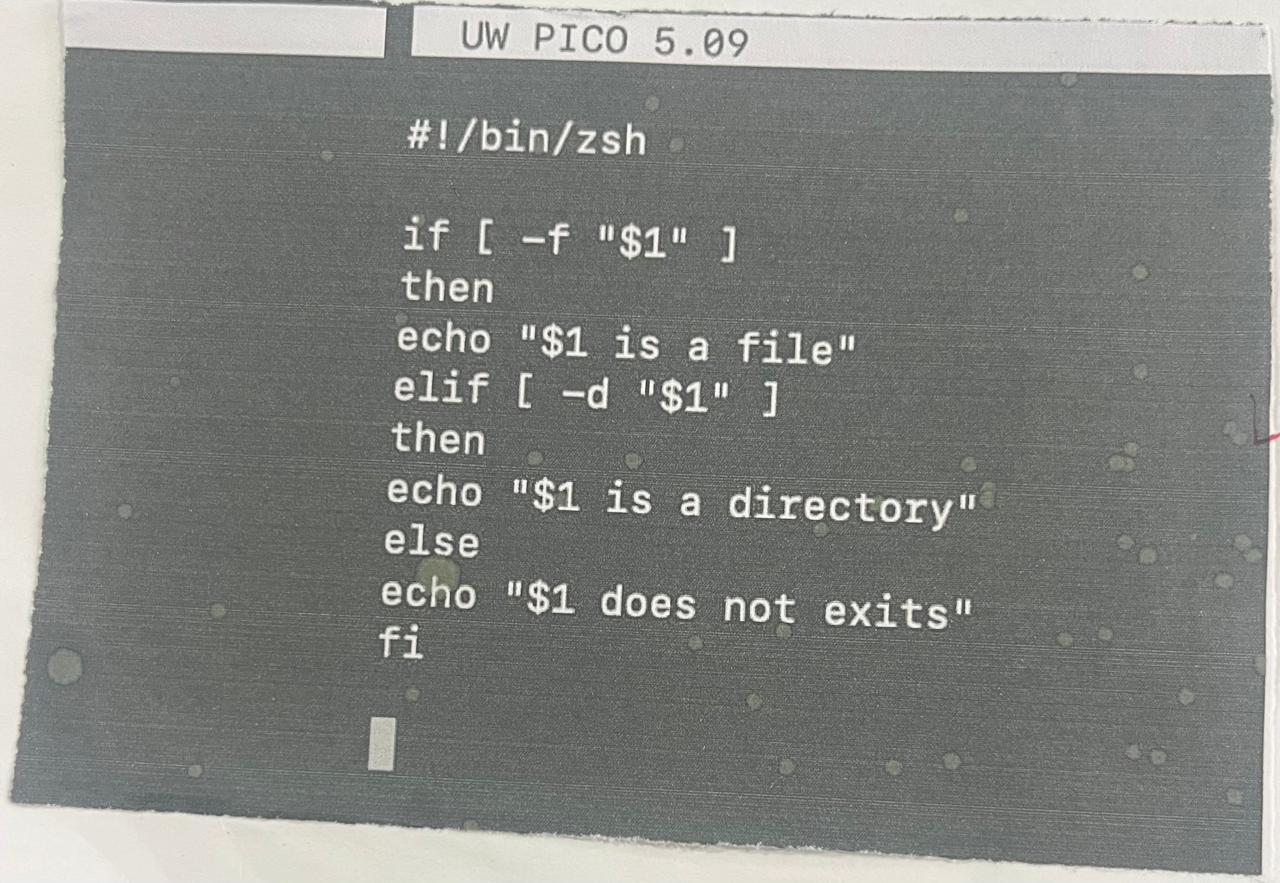 UW PICO 5.09
#!/bin/zsh
if [ -f "$1" ]
then
echo "$1 is a file"
elif [ -d "$1" ]
then
echo "$1 is a directory"
else
echo "$1 does not exits"
fi